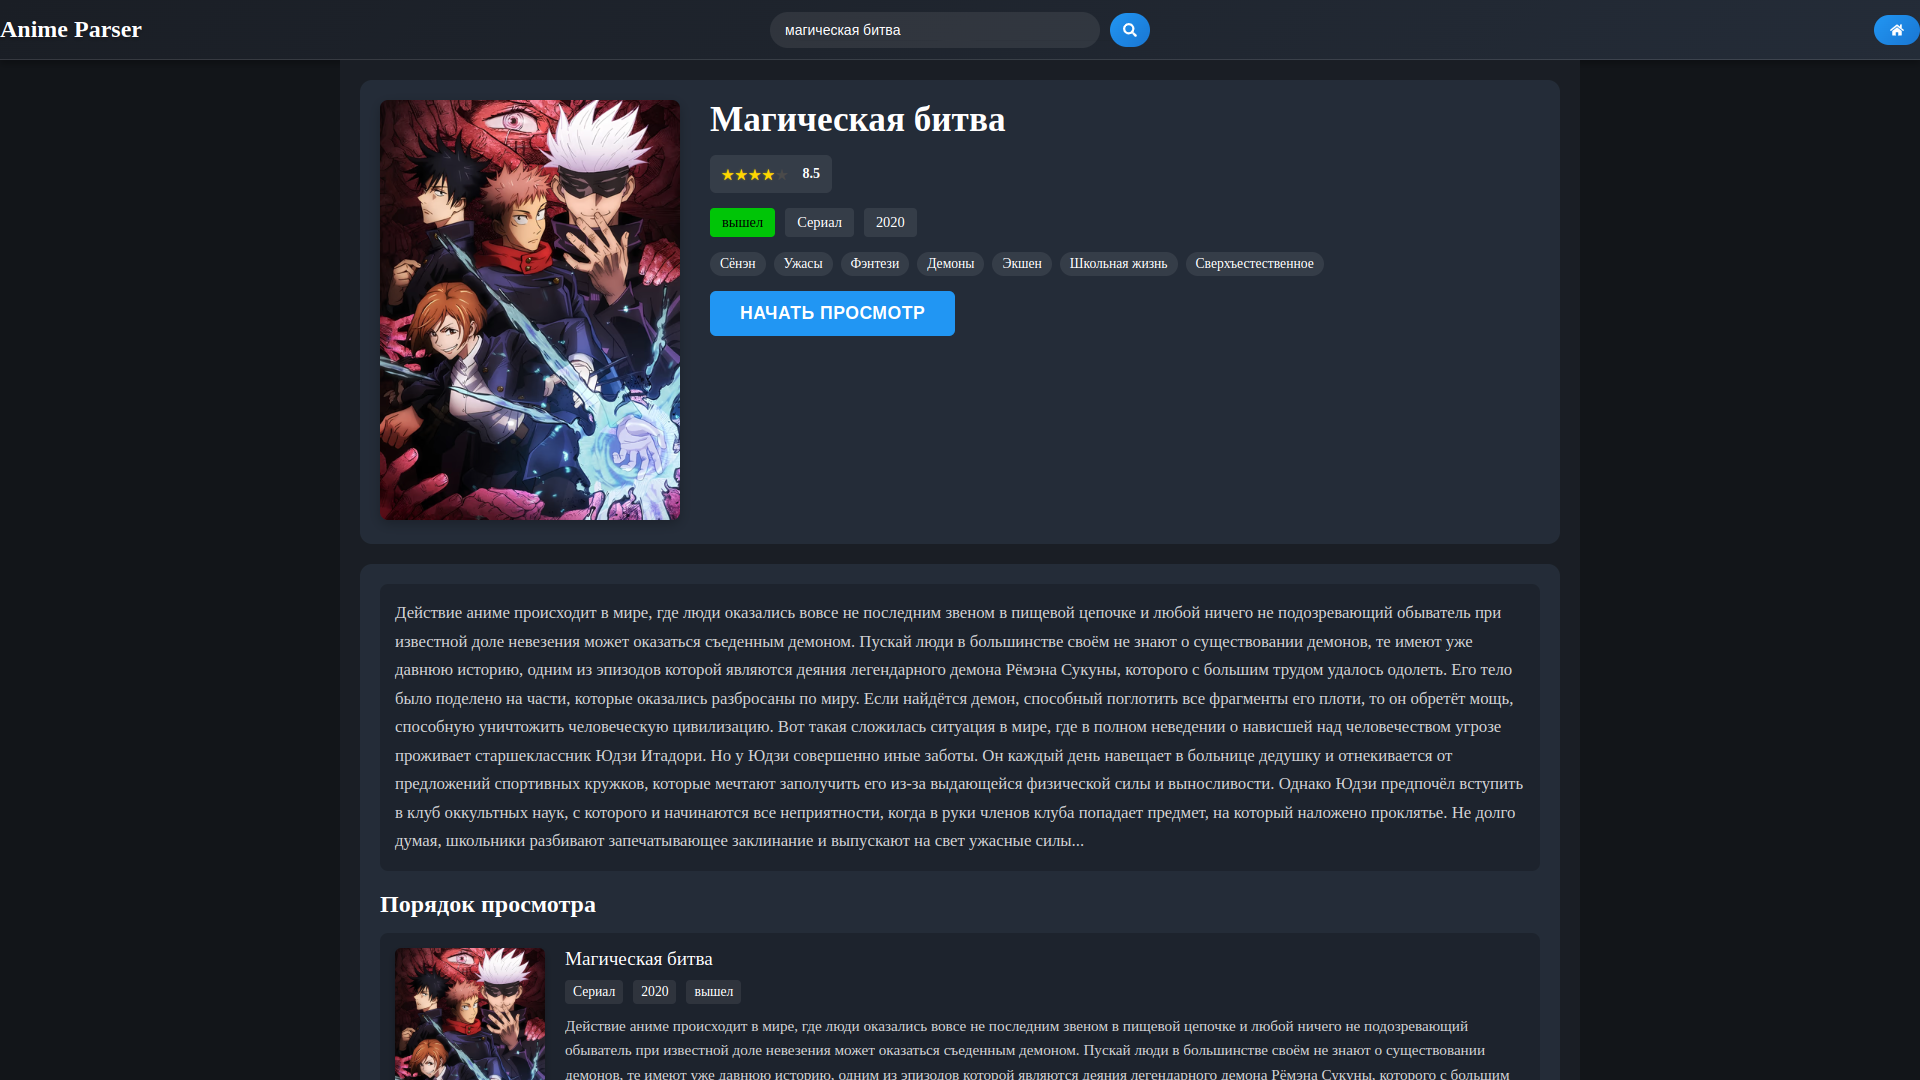 Anime Parser
магическая битва
Магическая битва
8.5
вышел
Сериал
2020
Сёнэн
Ужасы
Фэнтези
Демоны
Экшен
Школьная жизнь
Сверхъестественное
НАЧАТЬ ПРОСМОТР
Действие аниме происходит в мире, где люди оказались вовсе не последним звеном в пищевой цепочке и любой ничего не подозревающий обыватель при
известной доле невезения может оказаться съеденным демоном. Пускай люди в большинстве своём не знают о существовании демонов, те имеют уже
давнюю историю, одним из эпизодов которой являются деяния легендарного демона Рёмэна Сукуны, которого с большим трудом удалось одолеть. Его тело
было поделено на части, которые оказались разбросаны по миру. Если найдётся демон, способный поглотить все фрагменты его плоти, то он обретёт мощь,
способную уничтожить человеческую цивилизацию. Вот такая сложилась ситуация в мире, где в полном неведении о нависшей над человечеством угрозе
проживает старшеклассник Юдзи Итадори. Но у Юдзи совершенно иные заботы. Он каждый день навещает в больнице дедушку и отнекивается от
предложений спортивных кружков, которые мечтают заполучить его из-за выдающейся физической силы и выносливости. Однако Юдзи предпочёл вступить
в клуб оккультных наук, с которого и начинаются все неприятности, когда в руки членов клуба попадает предмет, на который наложено проклятье. Не долго
думая, школьники разбивают запечатывающее заклинание и выпускают на свет ужасные силы...
Порядок просмотра
Магическая битва
Сериал
2020
вышел
Действие аниме происходит в мире, где люди оказались вовсе не последним звеном в пищевой цепочке и любой ничего не подозревающий
обыватель при известной доле невезения может оказаться съеденным демоном. Пускай люди в большинстве своём не знают о существовании
демонов, те имеют уже давнюю историю, одним из эпизодов которой являются деяния легендарного демона Рёмэна Сукуны, которого с большим